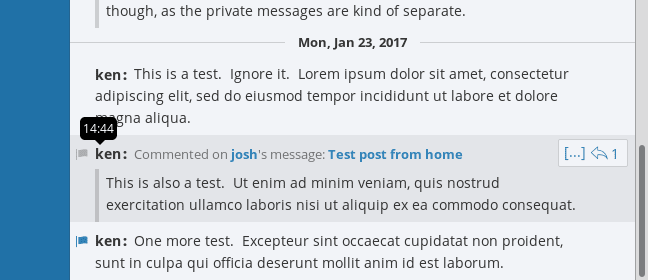 though, as the private messages are kind of separate.
Mon, Jan 23, 2017
ken: This is a test.  Ignore it.  Lorem ipsum dolor sit amet, consectetur
adipiscing elit, sed do eiusmod tempor incididunt ut labore et dolore
magna aliqua.
14:44
ken: Commented on josh's message: Test post from home
[...] 1
This is also a test.  Ut enim ad minim veniam, quis nostrud
exercitation ullamco laboris nisi ut aliquip ex ea commodo consequat.
ken: One more test.  Excepteur sint occaecat cupidatat non proident,
sunt in culpa qui officia deserunt mollit anim id est laborum.